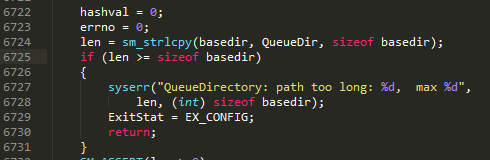 6722 hashval = 0;
6723 errno = 0;
6724 len = sm_strlcpy(basedir, QueueDir, sizeof basedir);
6725 if (len >= sizeof basedir)
6726 {
6727 syserr("QueueDirectory: path too long: %d,  max %d",
6728 len, (int) sizeof basedir);
6729 ExitStat = EX_CONFIG;
6730 return;
6731 }